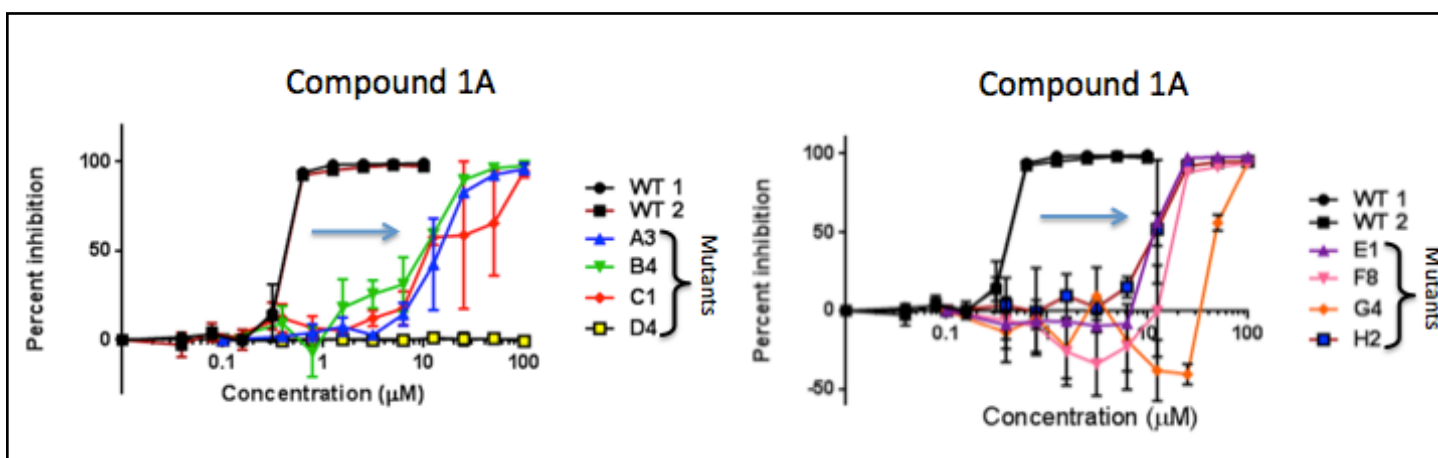 Compound 1A
Percent inhibition
100
50
0
0.1
1
10
100
Concentration (μM)
WT 1
WT 2
A3
B4
C1
D4
Mutants
Compound 1A
Percent inhibition
100
50
0
-50
0.1
1
10
100
Concentration (μM)
WT 1
WT 2
E1
F8
G4
H2
Mutants